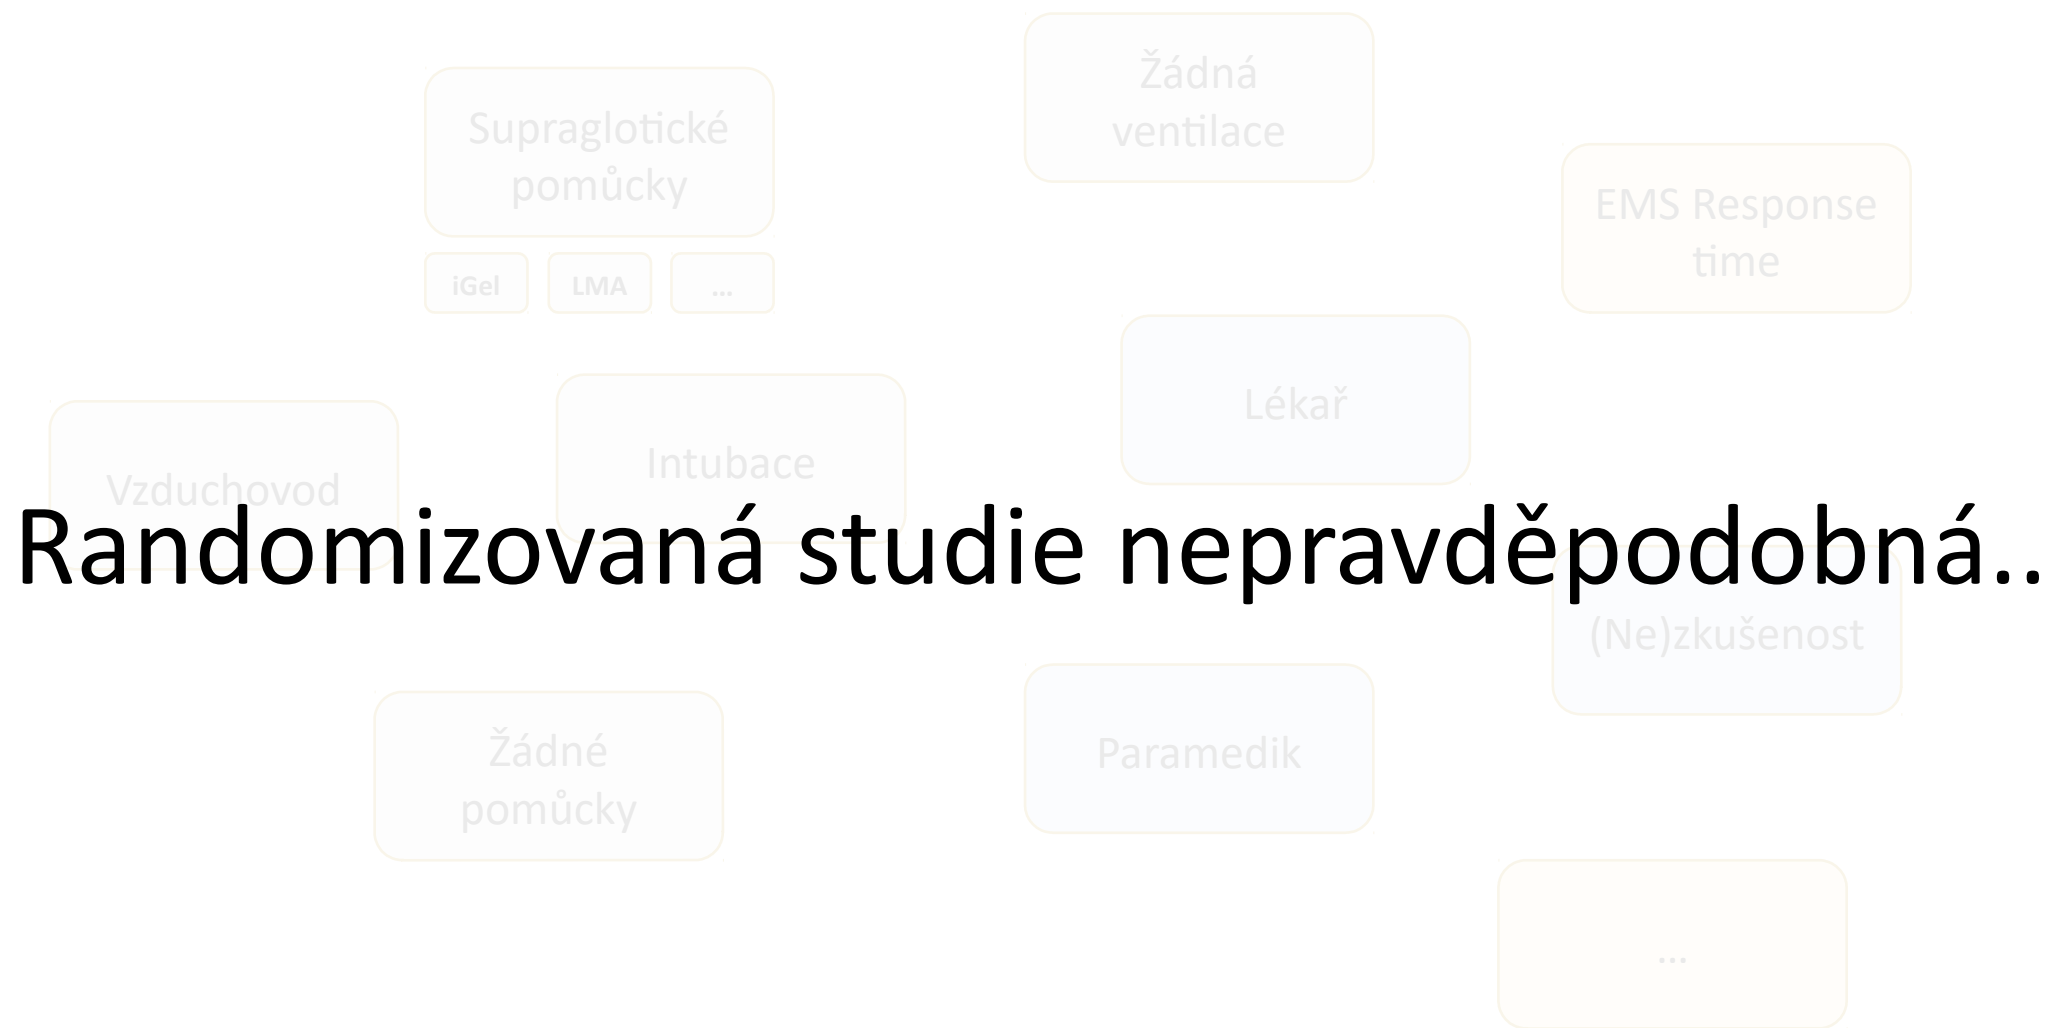 Žádná
ventilace
Supraglotické
pomůcky
iGel
LMA
...
EMS Response
time
Lékař
Intubace
Vzduchovod
Randomizovaná studie nepravděpodobná..
(Ne)zkušenost
Žádné
pomůcky
Paramedik
...